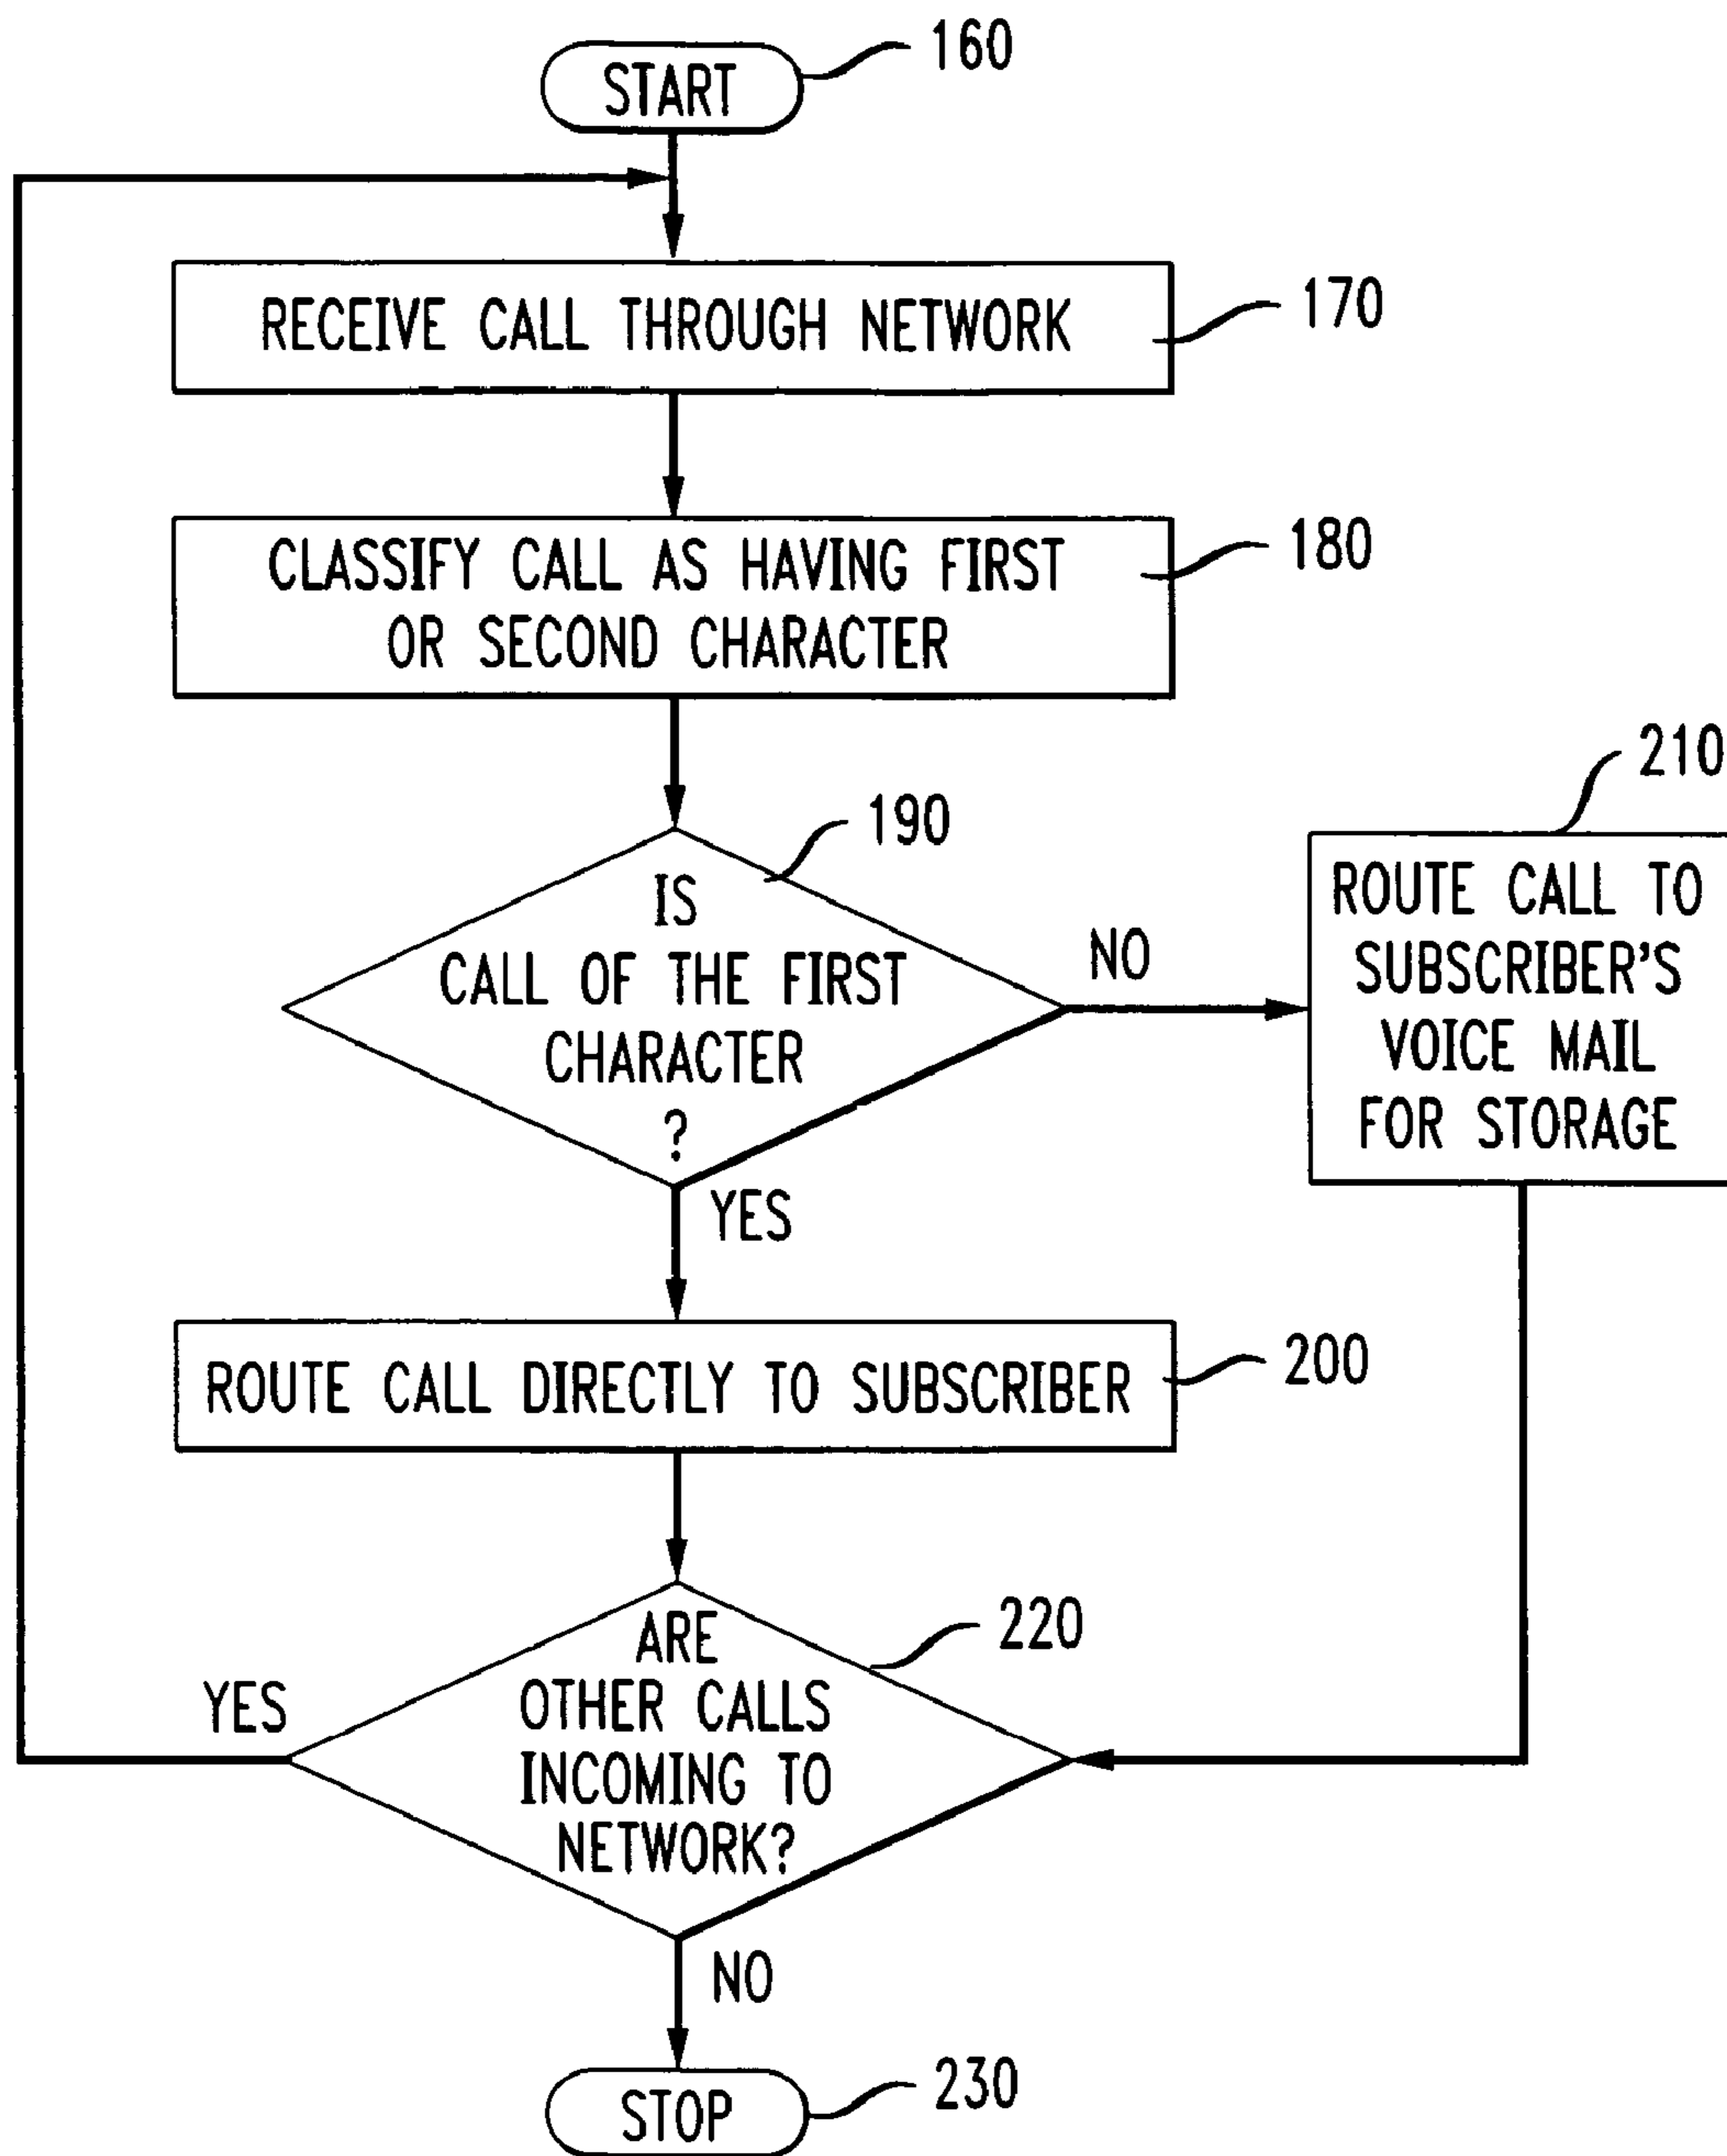 START
160
RECEIVE CALL THROUGH NETWORK
170
CLASSIFY CALL AS HAVING FIRST
OR SECOND CHARACTER
180
IS
CALL OF THE FIRST
CHARACTER
?
190
NO
ROUTE CALL TO
SUBSCRIBER'S
VOICE MAIL
FOR STORAGE
210
YES
ROUTE CALL DIRECTLY TO SUBSCRIBER
200
ARE
OTHER CALLS
INCOMING TO
NETWORK?
220
YES
NO
STOP
230